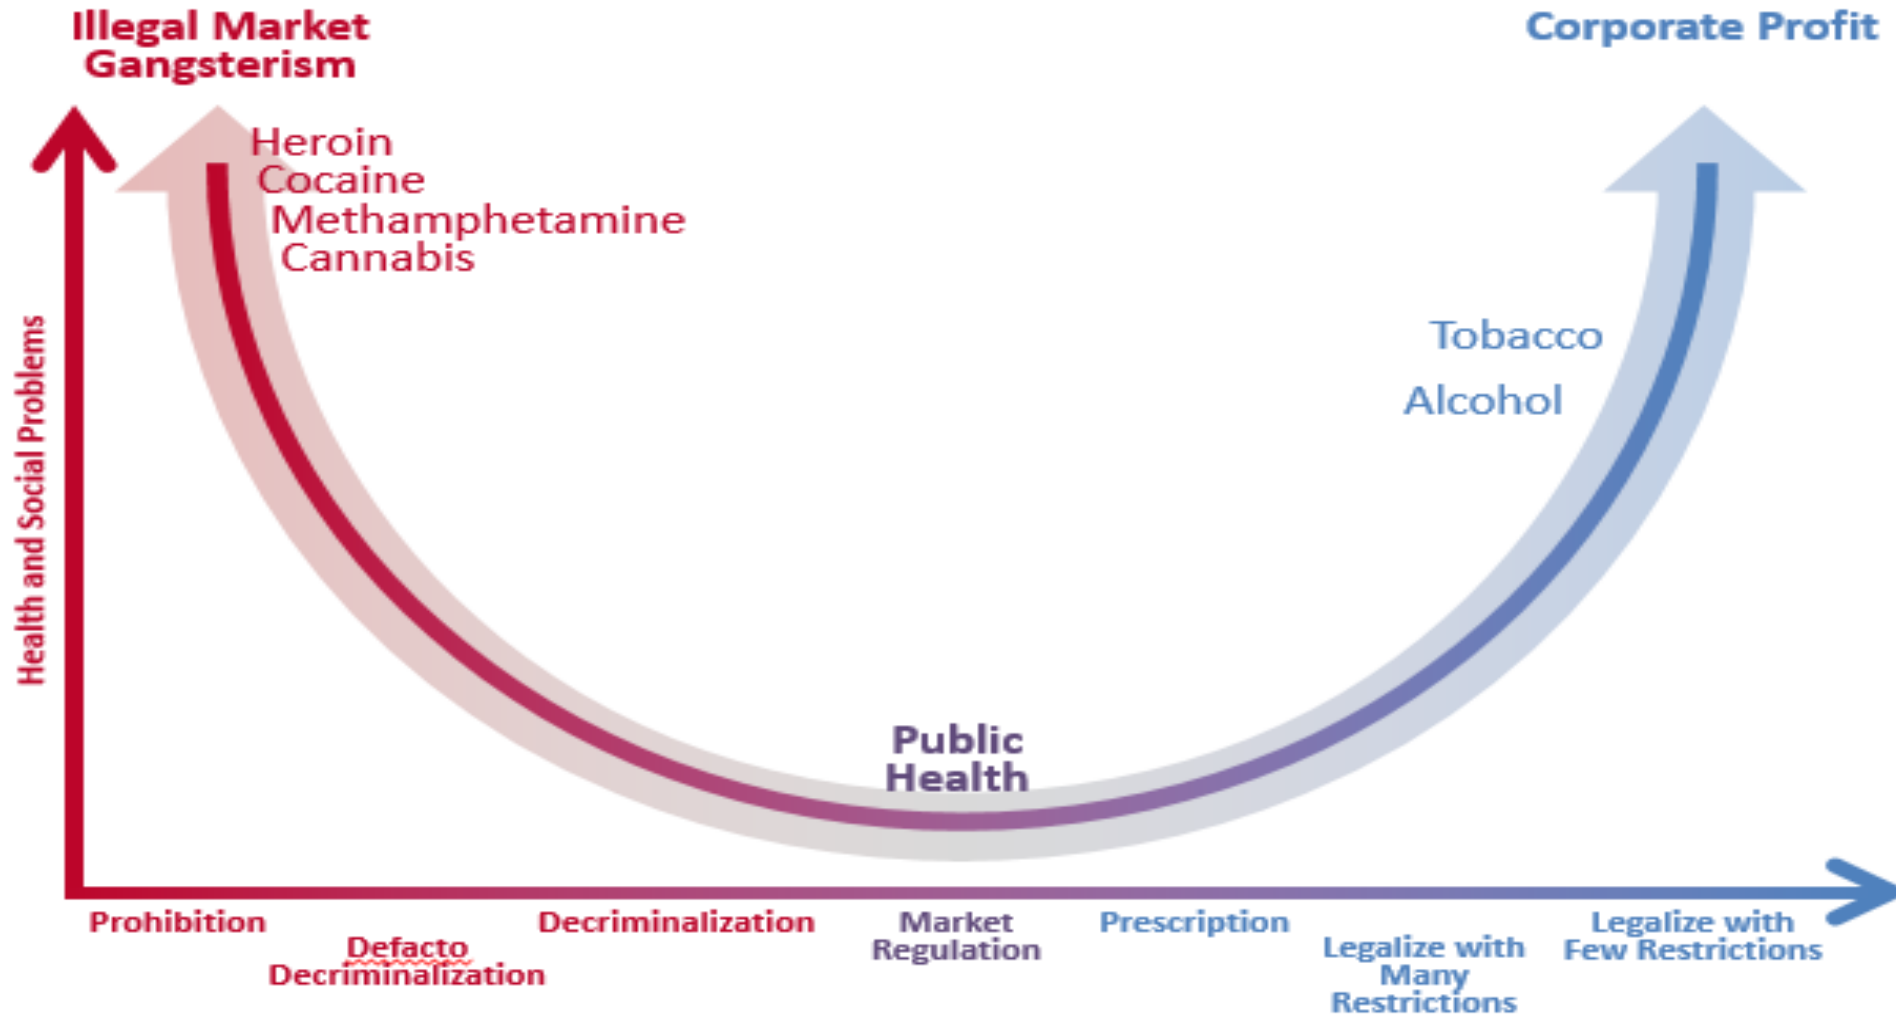 Illegal Market
Gangsterism
Corporate Profit
Heroin
Cocaine
Methamphetamine
Cannabis
Tobacco
Alcohol
Health and Social Problems
Public
Health
Prohibition
Defacto
Decriminalization
Decriminalization
Market
Regulation
Prescription
Legalize with
Many
Restrictions
Legalize with
Few Restrictions